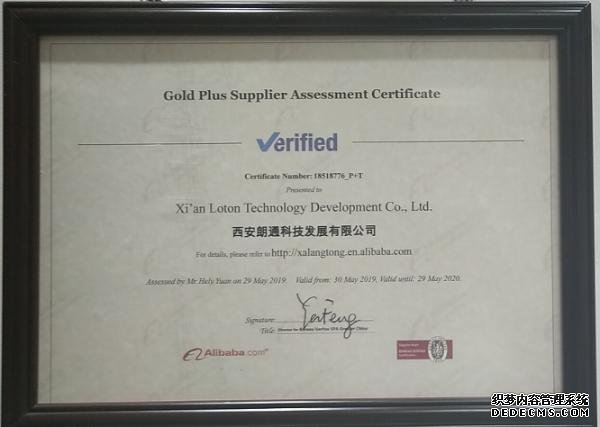 Gold Plus Supplier Assessment Certificate
Verified
Certificate Number: 18518776_P+T
Presented to
Xi'an Loton Technology Development Co., Ltd.
西安朗通科技发展有限公司
For details, please refer to http://xalangtong.en.alibaba.com
Assessed by Mr. Hely Yuan on 29 May 2019. Valid from: 30 May 2019, Valid until: 29 May 2020.
Signature:
Title:
Alibaba.com®
织梦内容管理系统
DEDECMS.COM